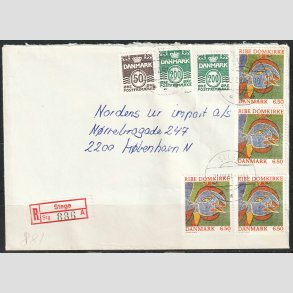 50 DANMARK ØRE POSTFRIMÆRKE
200 DANMARK ØRE POSTFRIMÆRKE
200 DANMARK ØRE POSTFRIMÆRKE
RIBE DOMKIRKE
DANMARK 6.50
RIBE DOMKIRKE
DANMARK 6.50
RIBE DOMKIRKE
DANMARK 6.50
RIBE DOMKIRKE
DANMARK 6.50
Nordens ur import a/s
Nørrebrogade 247
2200 København N
R Stege
Stg 836 A